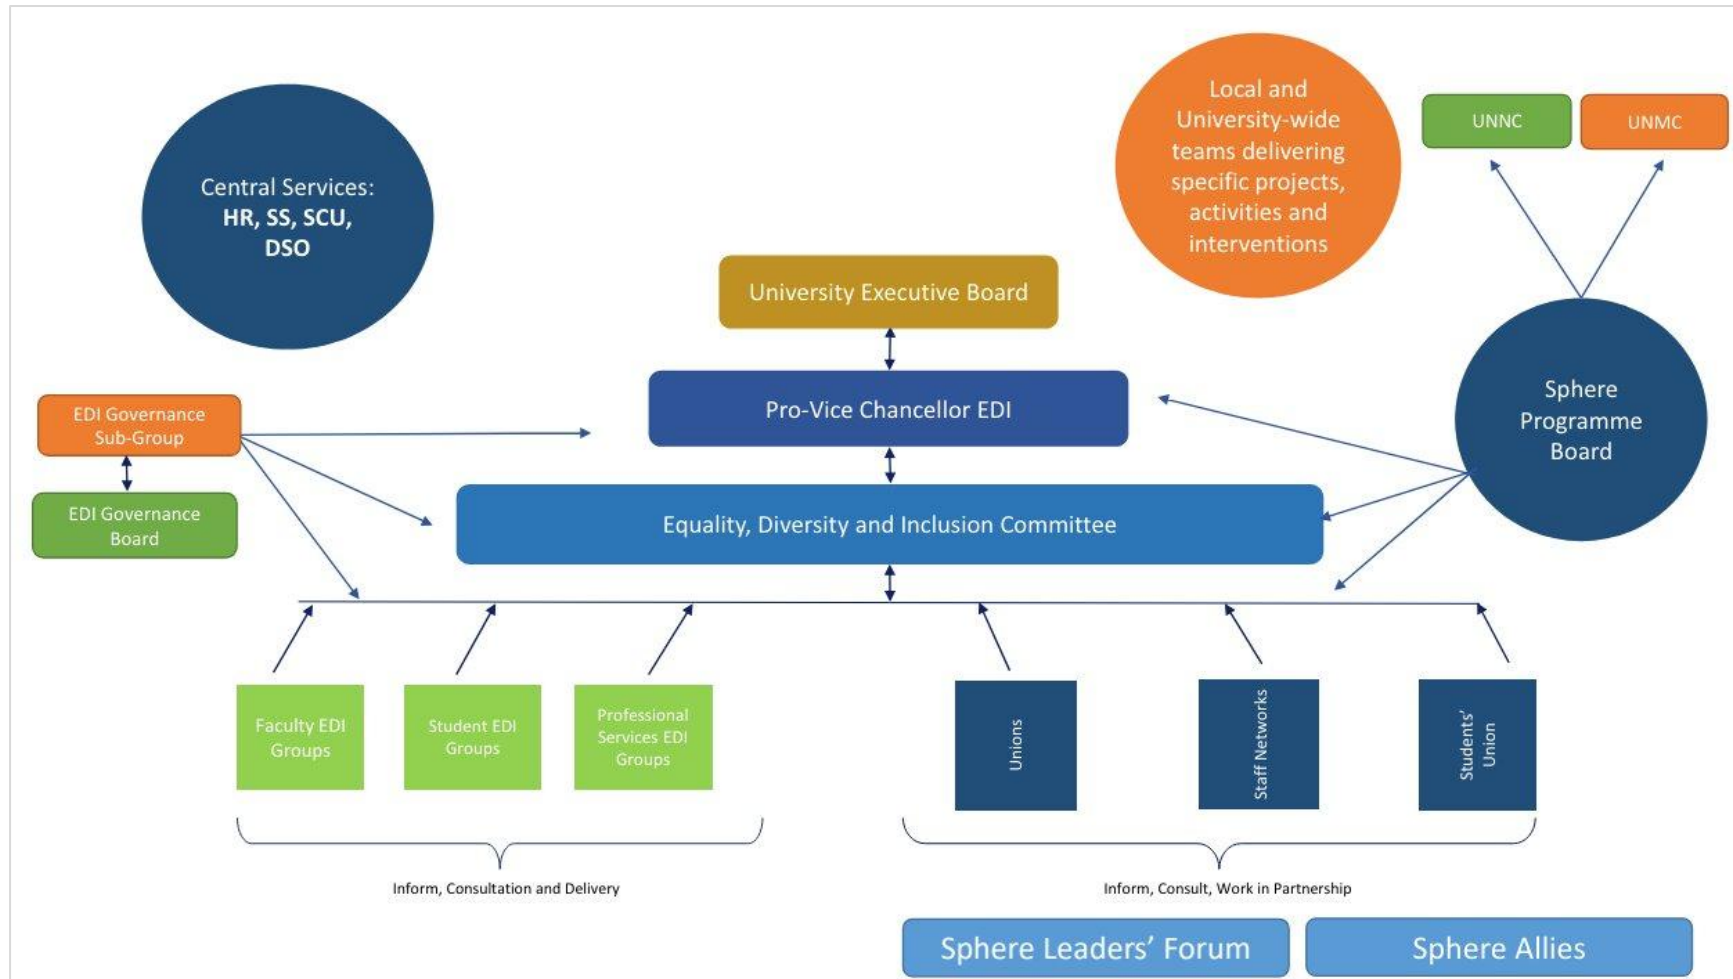 Central Services:
HR, SS, SCU,
DSO
Local and
University-wide
teams delivering
specific projects,
activities and
interventions
UNNC
UNMC
University Executive Board
Pro-Vice Chancellor EDI
Sphere
Programme
Board
EDI Governance
Sub-Group
EDI Governance
Board
Equality, Diversity and Inclusion Committee
Faculty EDI
Groups
Student EDI
Groups
Professional
Services EDI
Groups
Unions
Staff Networks
Students’
Union
Inform, Consultation and Delivery
Inform, Consult, Work in Partnership
Sphere Leaders’ Forum
Sphere Allies